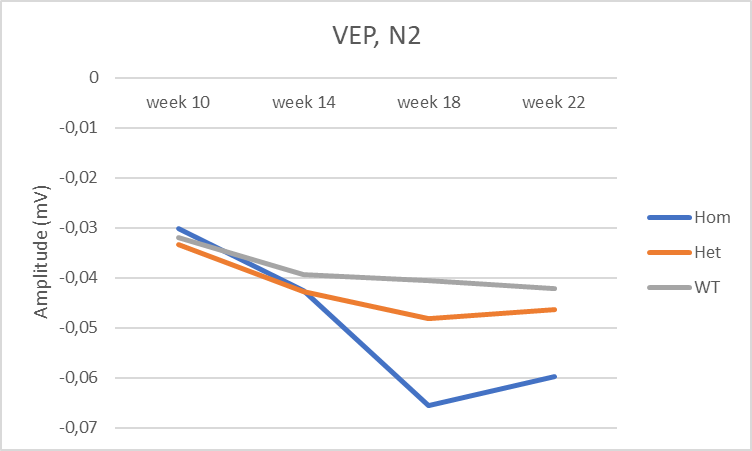 VEP, N2
0
week 10 week 14 week 18 week 22
-0,01
-0,02
-0,03
-0,04
-0,05
-0,06
-0,07
Amplitude (mV)
Hom
Het
WT